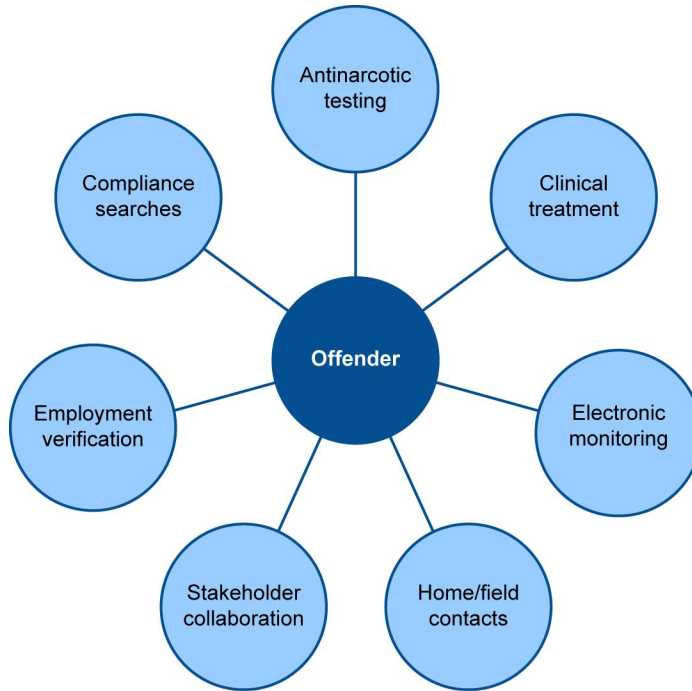 Antinarcotic
testing
Clinical
treatment
Electronic
monitoring
Home/field
contacts
Stakeholder
collaboration
Employment
verification
Compliance
searches
Offender